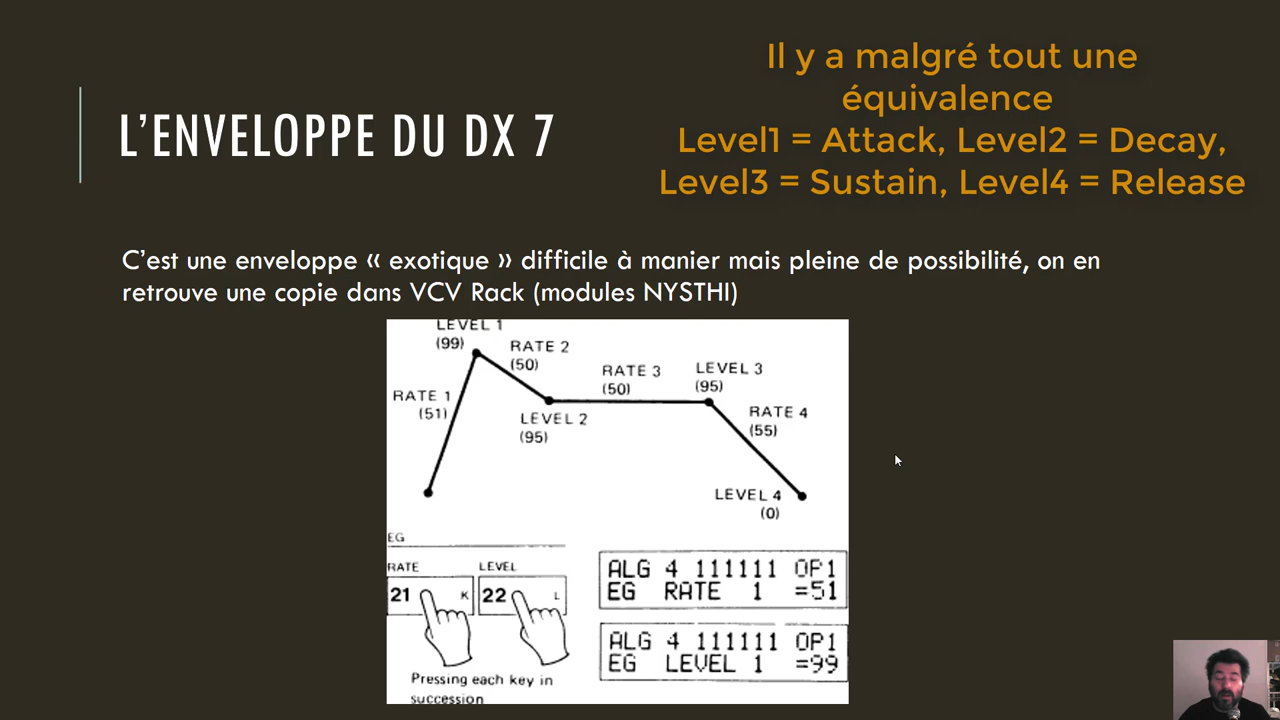 Il y a malgré tout une
équivalence
Level1 = Attack, Level2 = Decay,
Level3 = Sustain, Level4 = Release
L'ENVELOPPE DU DX 7
C'est une enveloppe « exotique » difficile à manier mais pleine de possibilité, on en
retrouve une copie dans VCV Rack (modules NYSTHI)
LEVEL 1
(99)
RATE 2
(50)
RATE 3
(50)
LEVEL 3
(95)
RATE 1
(51)
LEVEL 2
(95)
RATE 4
(55)
LEVEL 4
(0)
EG
RATE
LEVEL
21 K
22 L
ALG 4 111111 OP1
EG RATE 1 =51
ALG 4 111111 OP1
EG LEVEL 1 =99
Pressing each key in
succession